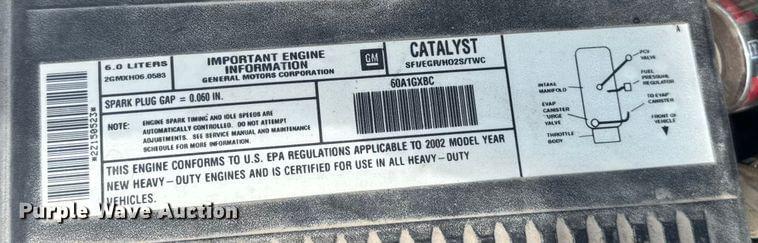 6.0 LITERS
2GMXH06.0583
IMPORTANT ENGINE
INFORMATION
GENERAL MOTORS CORPORATION
GM
CATALYST
SFI/EGR/HO2S/TWC
SPARK PLUG GAP = 0.060 IN.
60A1GXBC
NOTE: ENGINE SPARK TIMING AND IDLE SPEEDS ARE
AUTOMATICALLY CONTROLLED. DO NOT ATTEMPT
ADJUSTMENTS. SEE SERVICE MANUAL AND MAINTENANCE
SCHEDULE FOR MORE INFORMATION.
THIS ENGINE CONFORMS TO U.S. EPA REGULATIONS APPLICABLE TO 2002 MODEL YEAR
NEW HEAVY-DUTY ENGINES AND IS CERTIFIED FOR USE IN ALL HEAVY-DUTY
VEHICLES.
*22150523*
A
PCV
VALVE
FUEL
PRESSURE
REGULATOR
INTAKE
MANIFOLD
TO EVAP
CANISTER
EVAP
CANISTER
PURGE
VALVE
THROTTLE
BODY
FRONT OF
VEHICLE
Purple Wave Auction